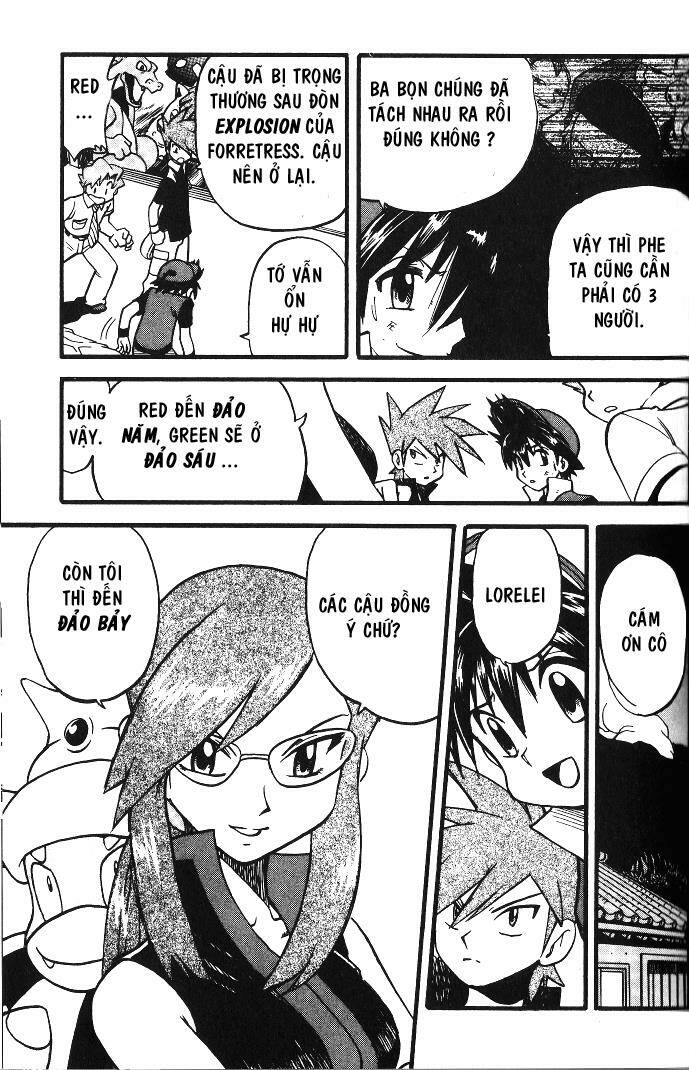 BA BỌN CHÚNG ĐÃ
TÁCH NHAU RA RỒI
ĐÚNG KHÔNG ?
VẬY THÌ PHE
TA CŨNG CẦN
PHẢI CÓ 3
NGƯỜI.
CẬU ĐÃ BỊ TRỌNG
THƯƠNG SAU ĐÒN
EXPLOSION CỦA
FORRETRESS. CẬU
NÊN Ở LẠI.
RED
...
TỚ VẪN
ỔN
HỰ HỰ
RED ĐẾN ĐẢO
NĂM, GREEN SẼ Ở
ĐẢO SÁU ...
ĐÚNG
VẬY.
CÁM
ƠN CÔ
LORELEI
CÁC CẬU ĐỒNG
Ý CHỨ?
CÒN TÔI
THÌ ĐẾN
ĐẢO BẢY